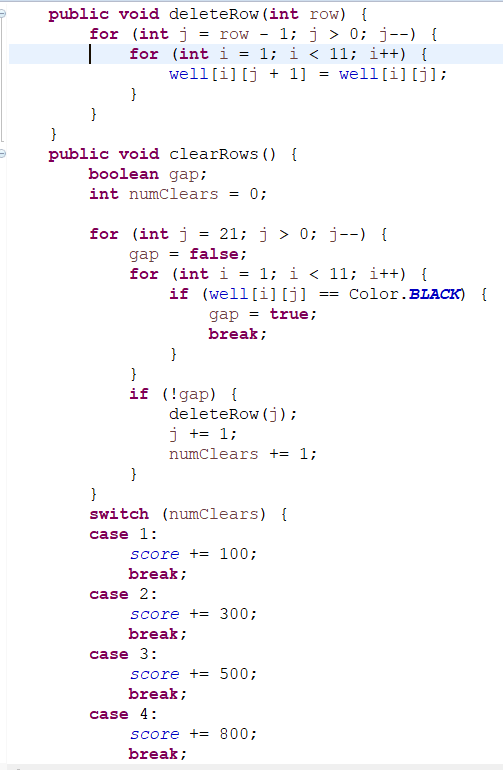 public void deleteRow(int row) {
    for (int j = row - 1; j > 0; j--) {
        for (int i = 1; i < 11; i++) {
            well[i][j + 1] = well[i][j];
        }
    }
}
public void clearRows() {
    boolean gap;
    int numClears = 0;

    for (int j = 21; j > 0; j--) {
        gap = false;
        for (int i = 1; i < 11; i++) {
            if (well[i][j] == Color.BLACK) {
                gap = true;
                break;
            }
        }
        if (!gap) {
            deleteRow(j);
            j += 1;
            numClears += 1;
        }
    }
    switch (numClears) {
    case 1:
        score += 100;
        break;
    case 2:
        score += 300;
        break;
    case 3:
        score += 500;
        break;
    case 4:
        score += 800;
        break;